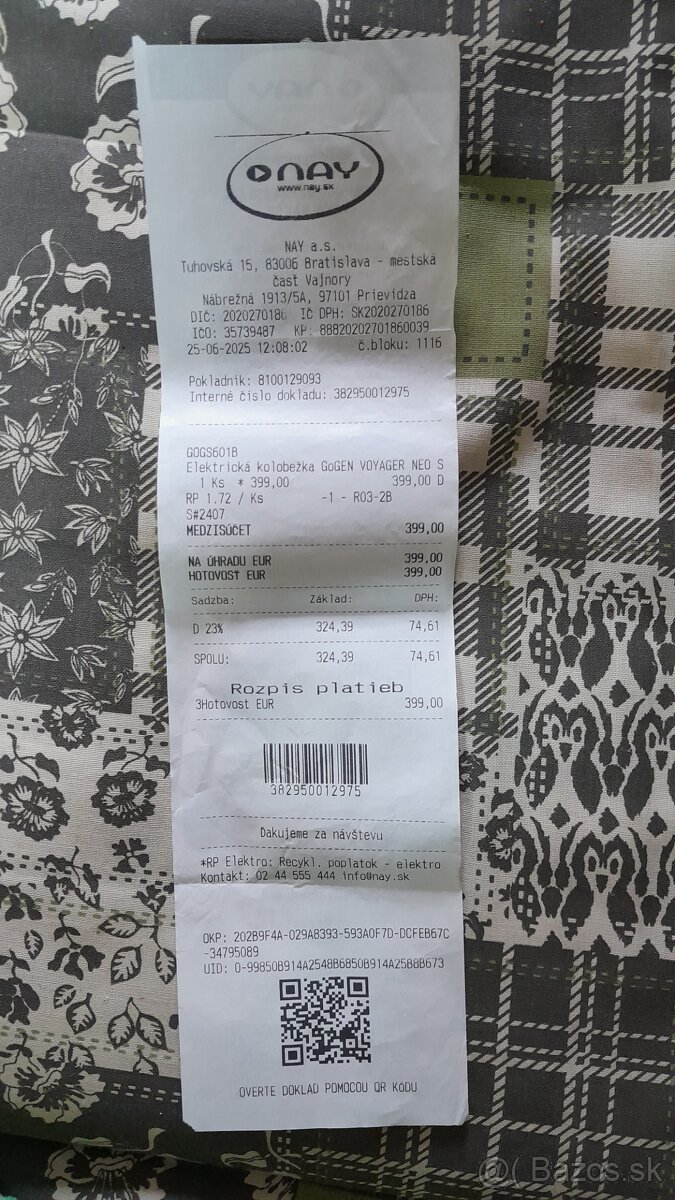 NAY
www.nay.sk
NAY a.s.
Tuhovská 15, 83006 Bratislava - mestská
časť Vajnory
Nábrežná 1913/5A, 97101 Prievidza
DIČ: 2020270186 IČ DPH: SK2020270186
IČO: 35739487 KP: 88820202701860039
25-06-2025 12:08:02 č.bloku: 1116
Pokladník: 8100129093
Interné číslo dokladu: 382950012975
GOGS601B
Elektrická kolobežka GoGEN VOYAGER NEO S
1 Ks * 399,00 399,00 D
RP 1.72 / Ks -1 - R03-2B
S#2407
MEDZISÚČET 399,00
NA ÚHRADU EUR 399,00
HOTOVOST EUR 399,00
Sadzba: Základ: DPH:
D 23% 324,39 74,61
SPOLU: 324,39 74,61
Rozpis platieb
3Hotovost EUR 399,00
382950012975
Ďakujeme za návštevu
*RP Elektro: Recykl. poplatok - elektro
Kontakt: 02 44 555 444 info@nay.sk
OKP: 202B9F4A-029A8393-593A0F7D-DCFEB67C
-34795089
UID: O-99850B914A2548B6850B914A25B8B673
OVERTE DOKLAD POMOCOU QR KÓDU
Bazos.sk